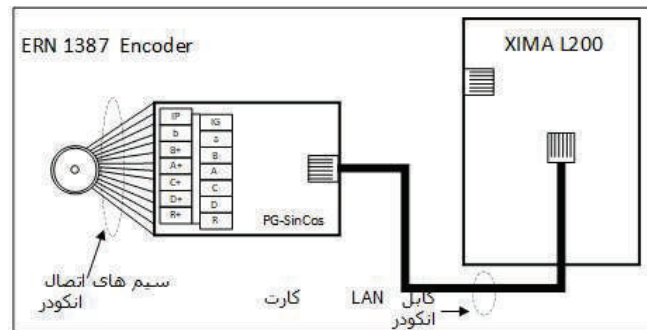 ERN 1387 Encoder
XIMA L200
IP
IG
b
a
B+
B
A+
A
C+
C
D+
D
R+
R
PG-SinCos
سیم های اتصال
انکودر
کارت
کابل LAN
انکودر